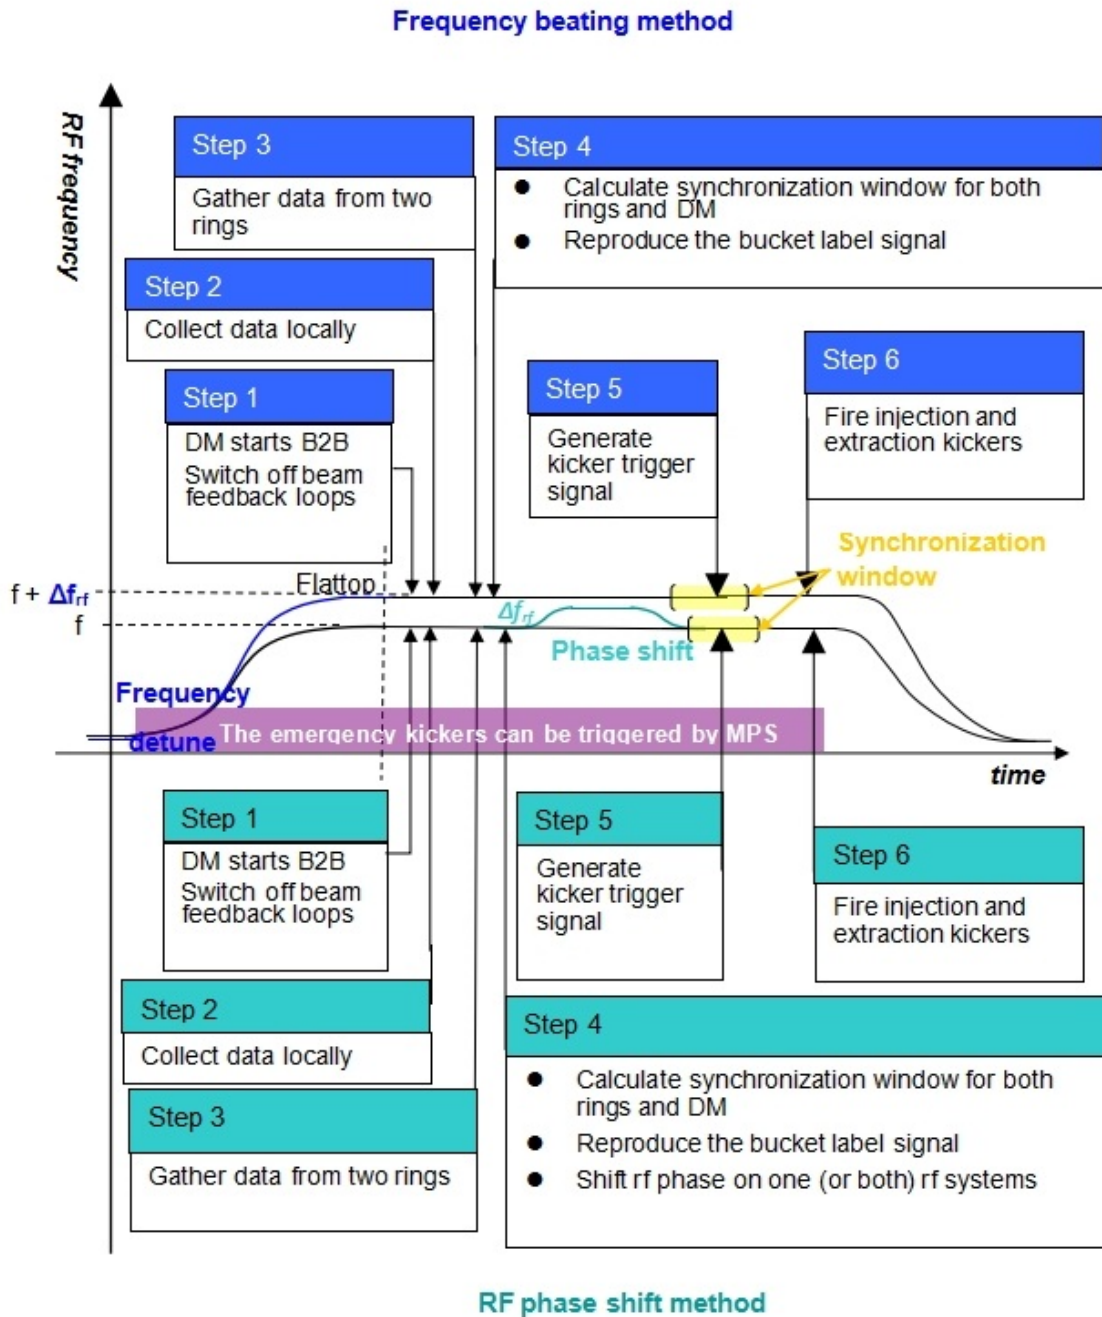 Frequency beating method
RF frequency
Step 3
Gather data from two
rings
Step 4
● Calculate synchronization window for both
rings and DM
● Reproduce the bucket label signal
Step 2
Collect data locally
Step 1
DM starts B2B
Switch off beam
feedback loops
Step 5
Generate
kicker trigger
signal
Step 6
Fire injection and
extraction kickers
Synchronization
window
Flattop
f + Δfrf
f
Δfrf
Phase shift
Frequency
detune
The emergency kickers can be triggered by MPS
time
Step 1
DM starts B2B
Switch off beam
feedback loops
Step 5
Generate
kicker trigger
signal
Step 6
Fire injection and
extraction kickers
Step 2
Collect data locally
Step 3
Gather data from two rings
Step 4
● Calculate synchronization window for both
rings and DM
● Reproduce the bucket label signal
● Shift rf phase on one (or both) rf systems
RF phase shift method